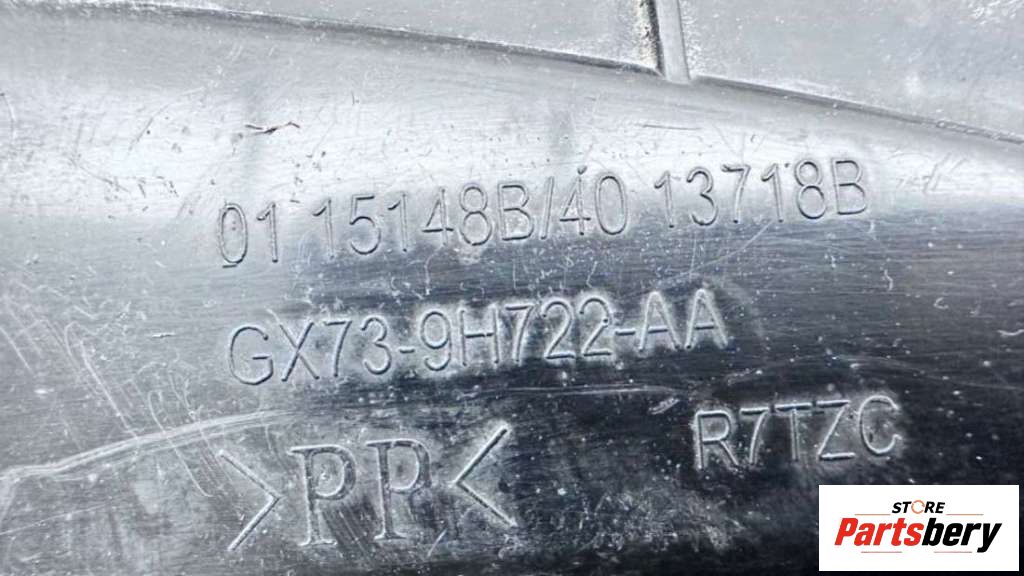 01 15148B/40 13718B
GX73-9H722-AA
>PP<
R7TZC
STORE
Partsbery